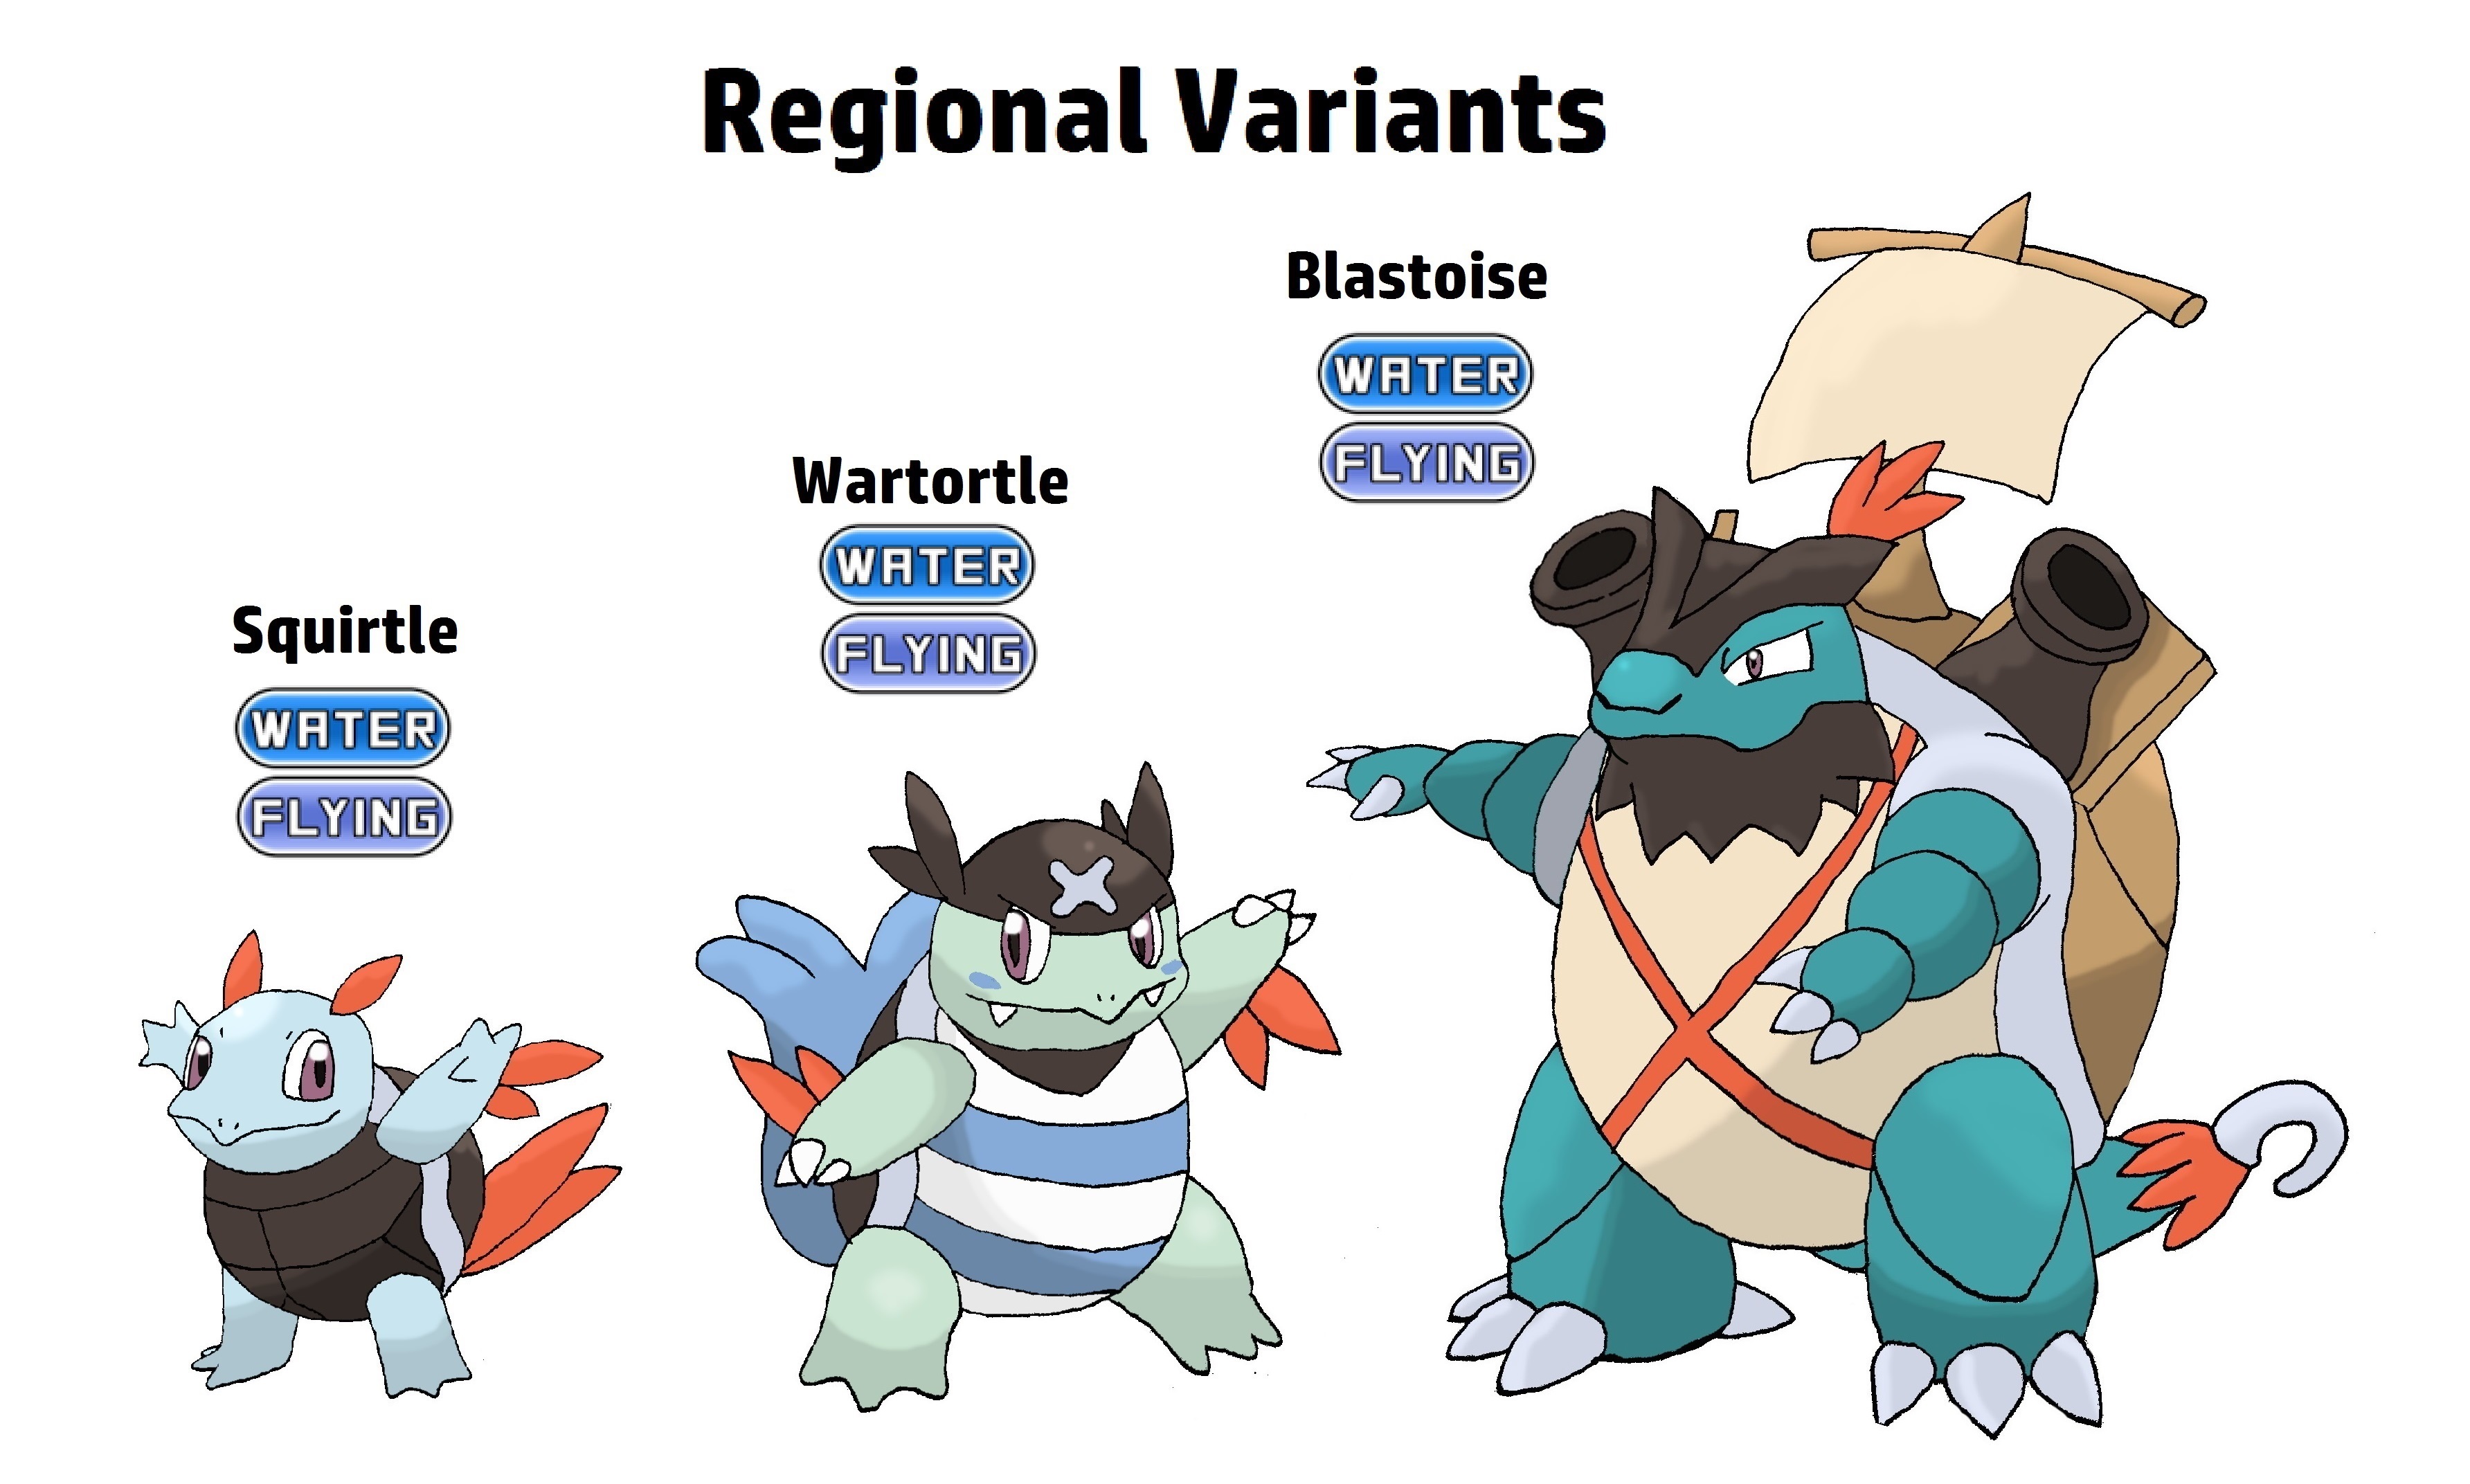 Regional Variants
Blastoise
WATER
FLYING
Wartortle
WATER
FLYING
Squirtle
WATER
FLYING